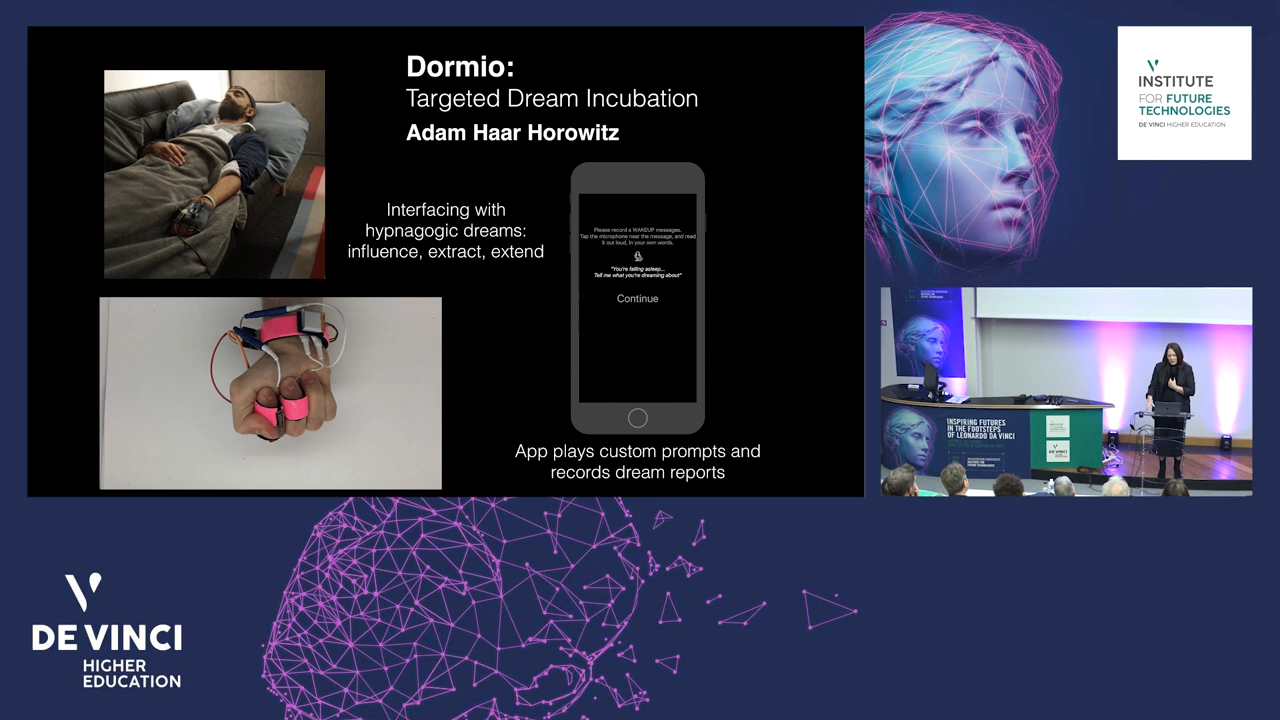 Dormio:
Targeted Dream Incubation
Adam Haar Horowitz
Interfacing with
hypnagogic dreams:
influence, extract, extend
Please record a WAKEUP messages.
Tap the microphone near the message, and read
it out loud, in your own words.
"You're falling asleep...
Tell me what you're dreaming about"
Continue
App plays custom prompts and
records dream reports
INSTITUTE
FOR FUTURE
TECHNOLOGIES
DE VINCI HIGHER EDUCATION
INSPIRING FUTURES
IN THE FOOTSTEPS
OF LEONARDO DA VINCI
DE VINCI
DE VINCI
HIGHER
EDUCATION